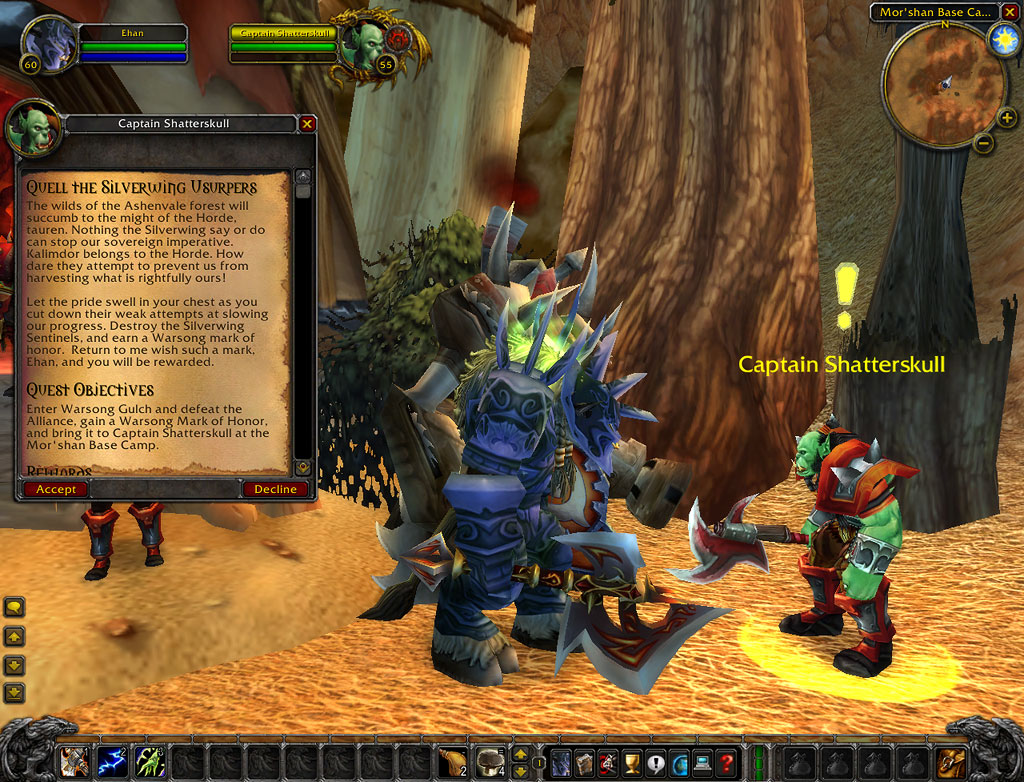 Ehan
60
Captain Shatterskull
55
Mor'shan Base Ca...
N
Captain Shatterskull
Quell the Silverwing Usurpers
The wilds of the Ashenvale forest will
succumb to the might of the Horde,
tauren. Nothing the Silverwing say or do
can stop our sovereign imperative.
Kalimdor belongs to the Horde. How
dare they attempt to prevent us from
harvesting what is rightfully ours!
Let the pride swell in your chest as you
cut down their weak attempts at slowing
our progress. Destroy the Silverwing
Sentinels, and earn a Warsong mark of
honor. Return to me wish such a mark,
Ehan, and you will be rewarded.
Quest Objectives
Enter Warsong Gulch and defeat the
Alliance, gain a Warsong Mark of Honor,
and bring it to Captain Shatterskull at the
Mor'shan Base Camp.
Rewards
Accept
Decline
Captain Shatterskull
1
2
3
2
4
1